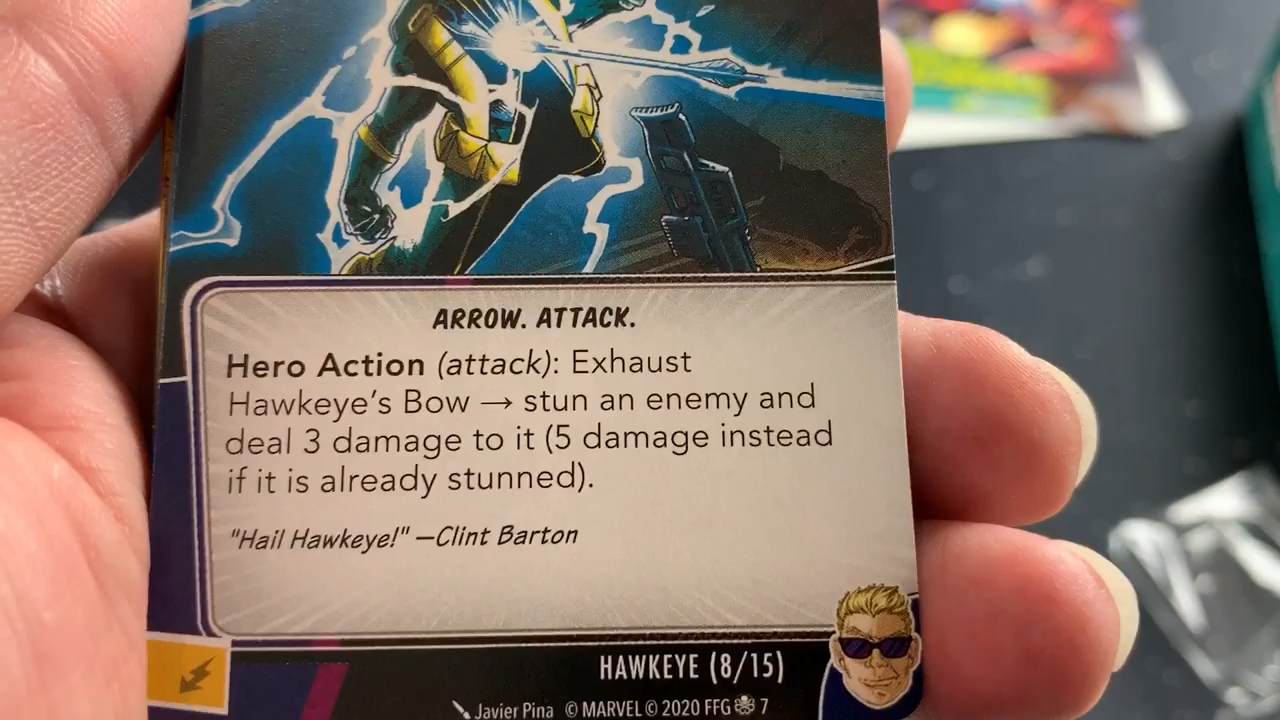 ARROW. ATTACK.
Hero Action (attack): Exhaust
Hawkeye's Bow → stun an enemy and
deal 3 damage to it (5 damage instead
if it is already stunned).
"Hail Hawkeye!" —Clint Barton
HAWKEYE (8/15)
Javier Pina © MARVEL © 2020 FFG 7